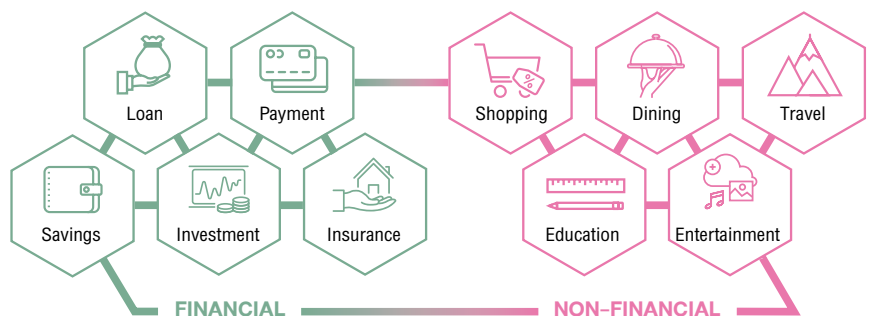 Loan
Payment
Shopping
Dining
Travel
%
Savings
Investment
Insurance
Education
Entertainment
FINANCIAL
NON-FINANCIAL